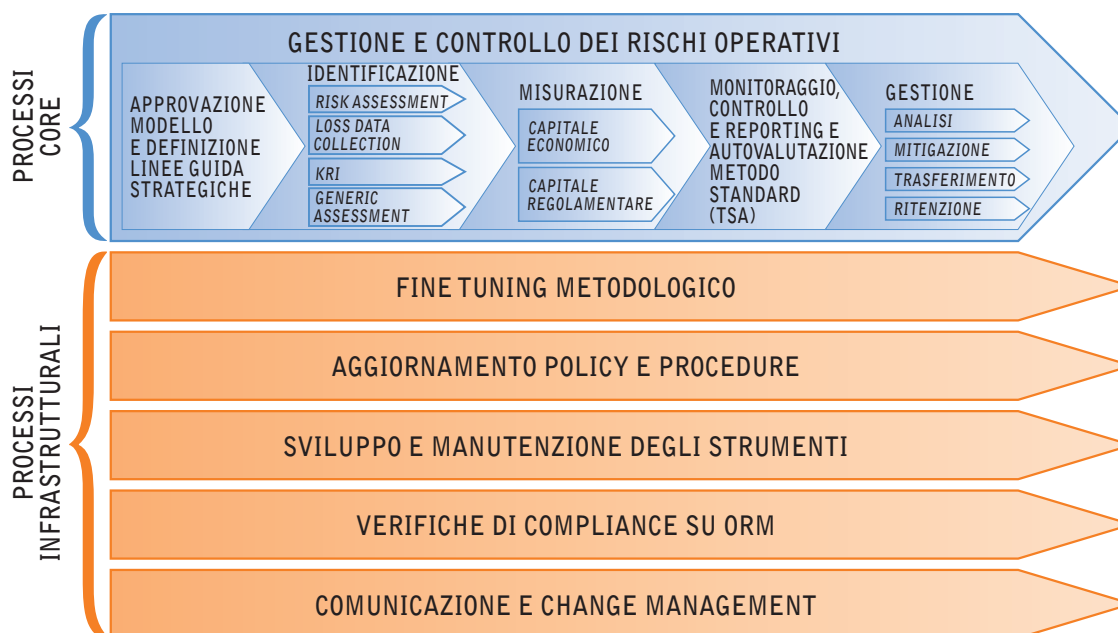 PROCESSI
CORE
GESTIONE E CONTROLLO DEI RISCHI OPERATIVI
APPROVAZIONE
MODELLO
E DEFINIZIONE
LINEE GUIDA
STRATEGICHE
IDENTIFICAZIONE
RISK ASSESSMENT
LOSS DATA
COLLECTION
KRI
GENERIC
ASSESSMENT
MISURAZIONE
CAPITALE
ECONOMICO
CAPITALE
REGOLAMENTARE
MONITORAGGIO,
CONTROLLO
E REPORTING E
AUTOVALUTAZIONE
METODO
STANDARD
(TSA)
GESTIONE
ANALISI
MITIGAZIONE
TRASFERIMENTO
RITENZIONE
PROCESSI
INFRASTRUTTURALI
FINE TUNING METODOLOGICO
AGGIORNAMENTO POLICY E PROCEDURE
SVILUPPO E MANUTENZIONE DEGLI STRUMENTI
VERIFICHE DI COMPLIANCE SU ORM
COMUNICAZIONE E CHANGE MANAGEMENT